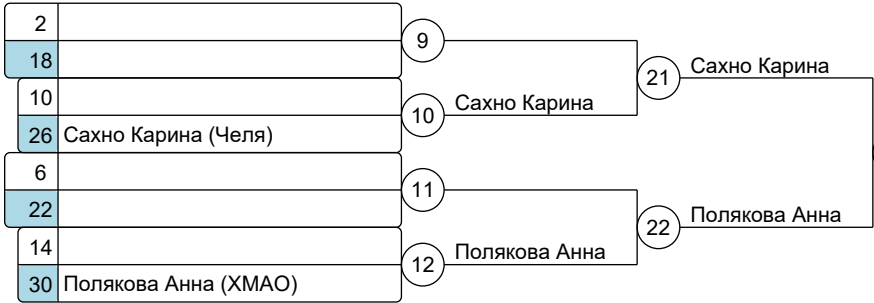 2
18
9
10
26 Сахно Карина (Челя)
10 Сахно Карина
21 Сахно Карина
6
22
11
14
30 Полякова Анна (ХМАО)
12 Полякова Анна
22 Полякова Анна